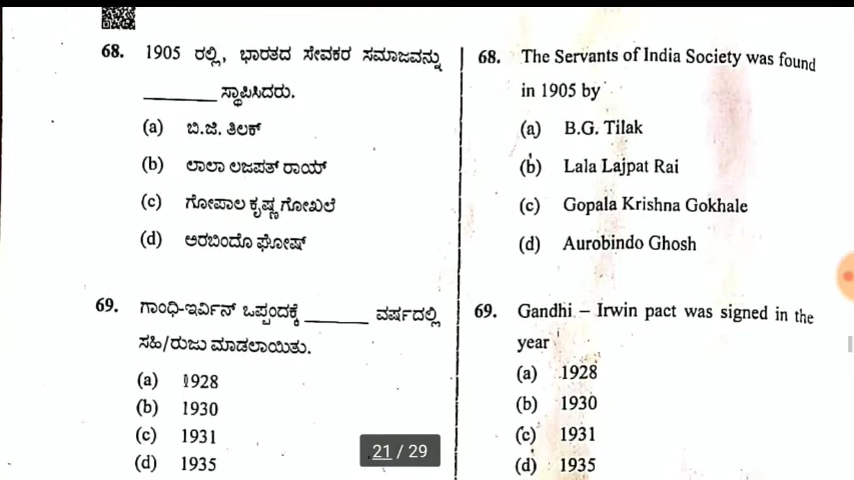 68. 1905 ರಲ್ಲಿ, ಭಾರತದ ಸೇವಕರ ಸಮಾಜವನ್ನು
________ ಸ್ಥಾಪಿಸಿದರು.
(a) ಬಿ.ಜಿ. ತಿಲಕ್
(b) ಲಾಲಾ ಲಜಪತ್ ರಾಯ್
(c) ಗೋಪಾಲ ಕೃಷ್ಣ ಗೋಖಲೆ
(d) ಅರಬಿಂದೊ ಘೋಷ್
69. ಗಾಂಧಿ-ಇರ್ವಿನ್ ಒಪ್ಪಂದಕ್ಕೆ _______ ವರ್ಷದಲ್ಲಿ
ಸಹಿ/ರುಜು ಮಾಡಲಾಯಿತು.
(a) 1928
(b) 1930
(c) 1931
(d) 1935
68. The Servants of India Society was found
in 1905 by
(a) B.G. Tilak
(b) Lala Lajpat Rai
(c) Gopala Krishna Gokhale
(d) Aurobindo Ghosh
69. Gandhi – Irwin pact was signed in the
year
(a) 1928
(b) 1930
(c) 1931
(d) 1935
21 / 29